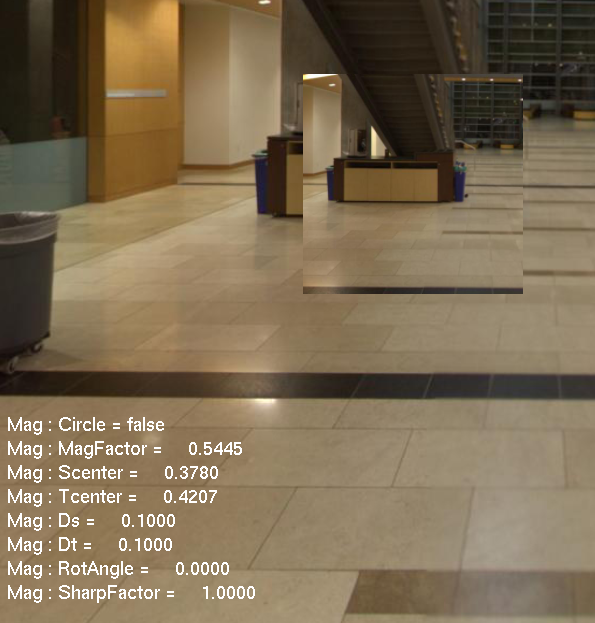 Mag : Circle = false
Mag : MagFactor = 0.5445
Mag : Scenter = 0.3780
Mag : Tcenter = 0.4207
Mag : Ds = 0.1000
Mag : Dt = 0.1000
Mag : RotAngle = 0.0000
Mag : SharpFactor = 1.0000